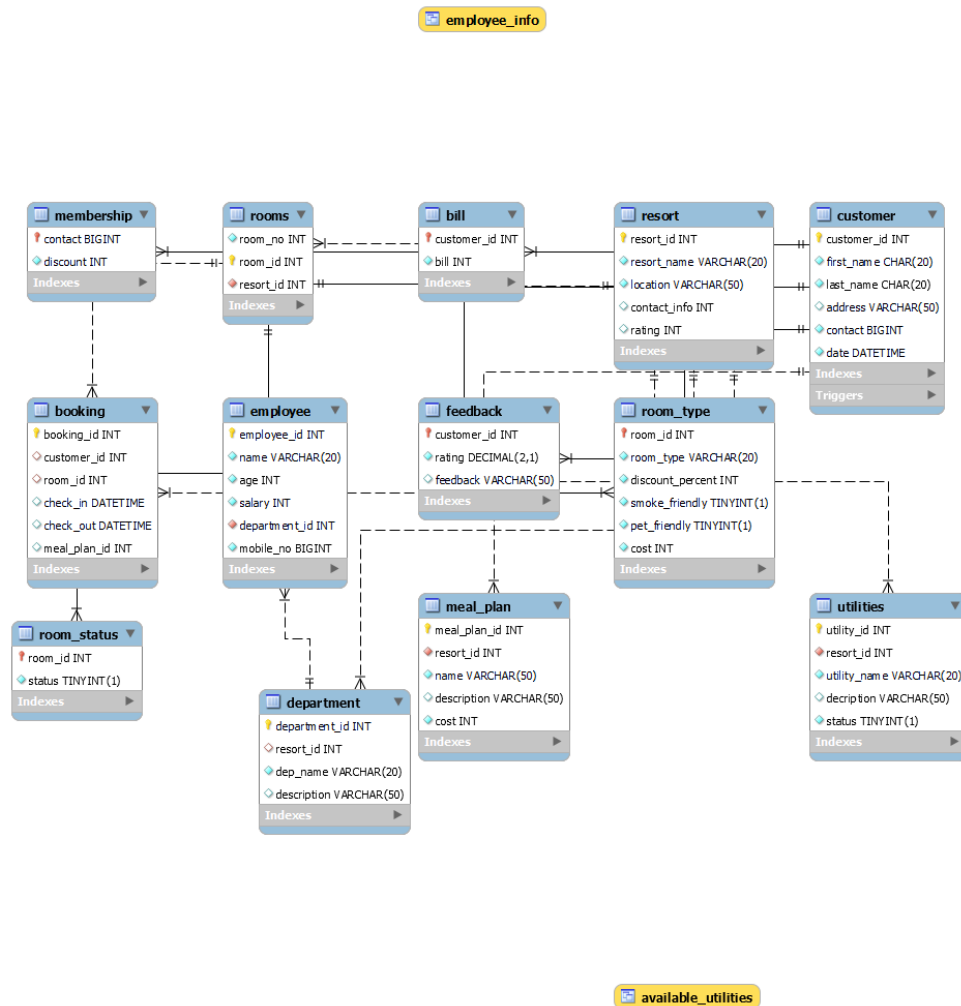 employee_info
membership
contact BIGINT
discount INT
Indexes
rooms
room_no INT
room_id INT
resort_id INT
Indexes
bill
customer_id INT
bill INT
Indexes
resort
resort_id INT
resort_name VARCHAR(20)
location VARCHAR(50)
contact_info INT
rating INT
Indexes
customer
customer_id INT
first_name CHAR(20)
last_name CHAR(20)
address VARCHAR(50)
contact BIGINT
date DATETIME
Indexes
Triggers
booking
booking_id INT
customer_id INT
room_id INT
check_in DATETIME
check_out DATETIME
meal_plan_id INT
Indexes
employee
employee_id INT
name VARCHAR(20)
age INT
salary INT
department_id INT
mobile_no BIGINT
Indexes
feedback
customer_id INT
rating DECIMAL(2,1)
feedback VARCHAR(50)
Indexes
room_type
room_id INT
room_type VARCHAR(20)
discount_percent INT
smoke_friendly TINYINT(1)
pet_friendly TINYINT(1)
cost INT
Indexes
room_status
room_id INT
status TINYINT(1)
Indexes
department
department_id INT
resort_id INT
dep_name VARCHAR(20)
description VARCHAR(50)
Indexes
meal_plan
meal_plan_id INT
resort_id INT
name VARCHAR(50)
description VARCHAR(50)
cost INT
Indexes
utilities
utility_id INT
resort_id INT
utility_name VARCHAR(20)
decription VARCHAR(50)
status TINYINT(1)
Indexes
available_utilities